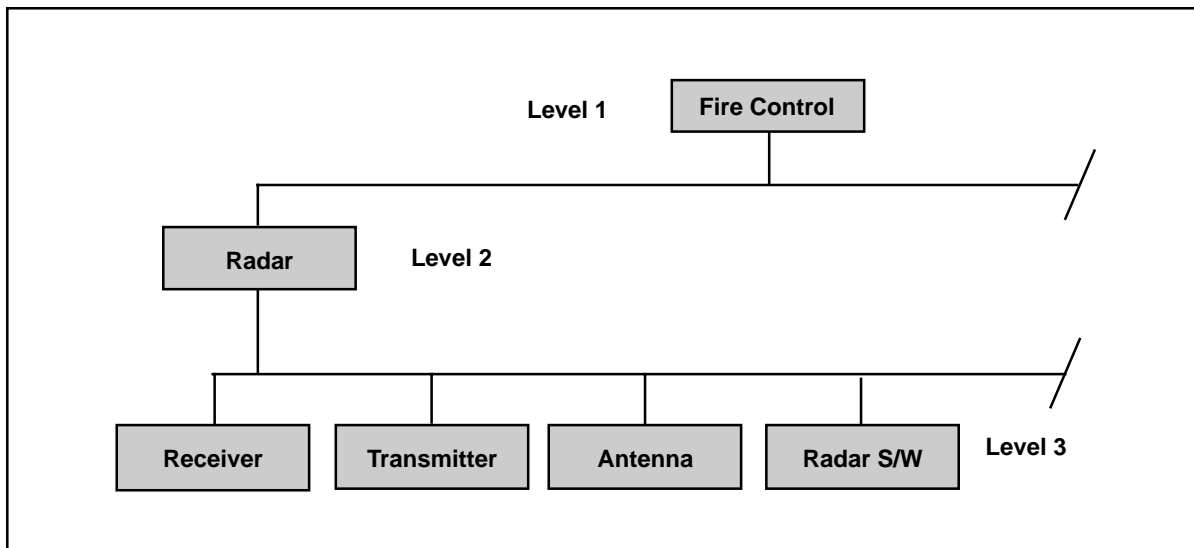 Level 1
Fire Control
Radar
Level 2
Receiver
Transmitter
Antenna
Radar S/W
Level 3